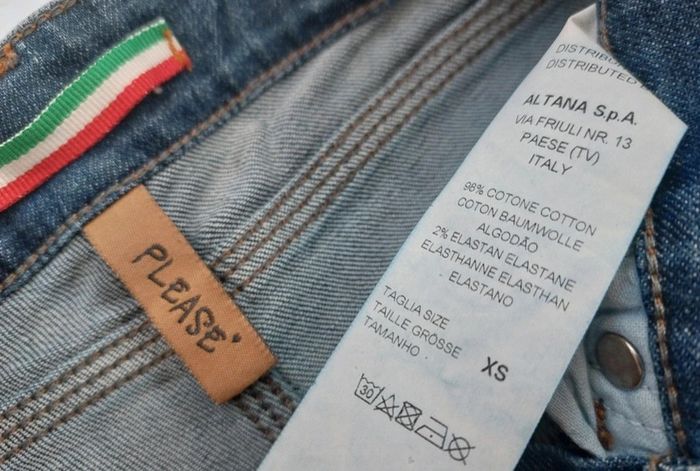 PLEASE
DISTRIBUTED
ALTANA S.p.A.
VIA FRIULI NR. 13
PAESE (TV)
ITALY
98% COTONE COTTON
COTON BAUMWOLLE
ALGODÃO
2% ELASTAN ELASTANE
ELASTHANNE ELASTHAN
ELASTANO
TAGLIA SIZE
TAILLE GRÖSSE
TAMANHO
XS
30